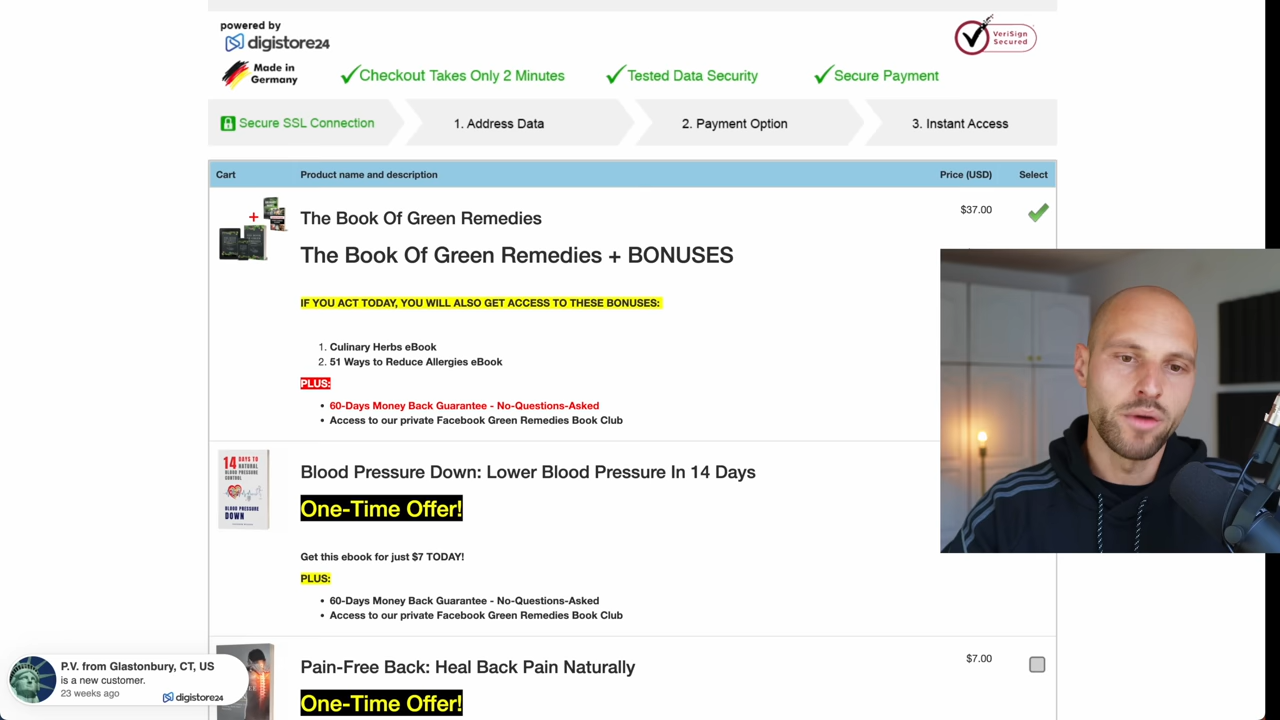 powered by
digistore24
VeriSign
Secured
Made in
Germany
Checkout Takes Only 2 Minutes
Tested Data Security
Secure Payment
Secure SSL Connection
1. Address Data
2. Payment Option
3. Instant Access
Cart
Product name and description
Price (USD)
Select
The Book Of Green Remedies
$37.00
The Book Of Green Remedies + BONUSES
IF YOU ACT TODAY, YOU WILL ALSO GET ACCESS TO THESE BONUSES:
1. Culinary Herbs eBook
2. 51 Ways to Reduce Allergies eBook
PLUS:
• 60-Days Money Back Guarantee - No-Questions-Asked
• Access to our private Facebook Green Remedies Book Club
14 DAYS TO
NATURAL
BLOOD PRESSURE
CONTROL
BLOOD PRESSURE
DOWN
Blood Pressure Down: Lower Blood Pressure In 14 Days
One-Time Offer!
Get this ebook for just $7 TODAY!
PLUS:
• 60-Days Money Back Guarantee - No-Questions-Asked
• Access to our private Facebook Green Remedies Book Club
Pain-Free Back: Heal Back Pain Naturally
$7.00
One-Time Offer!
P.V. from Glastonbury, CT, US
is a new customer.
23 weeks ago
digistore24